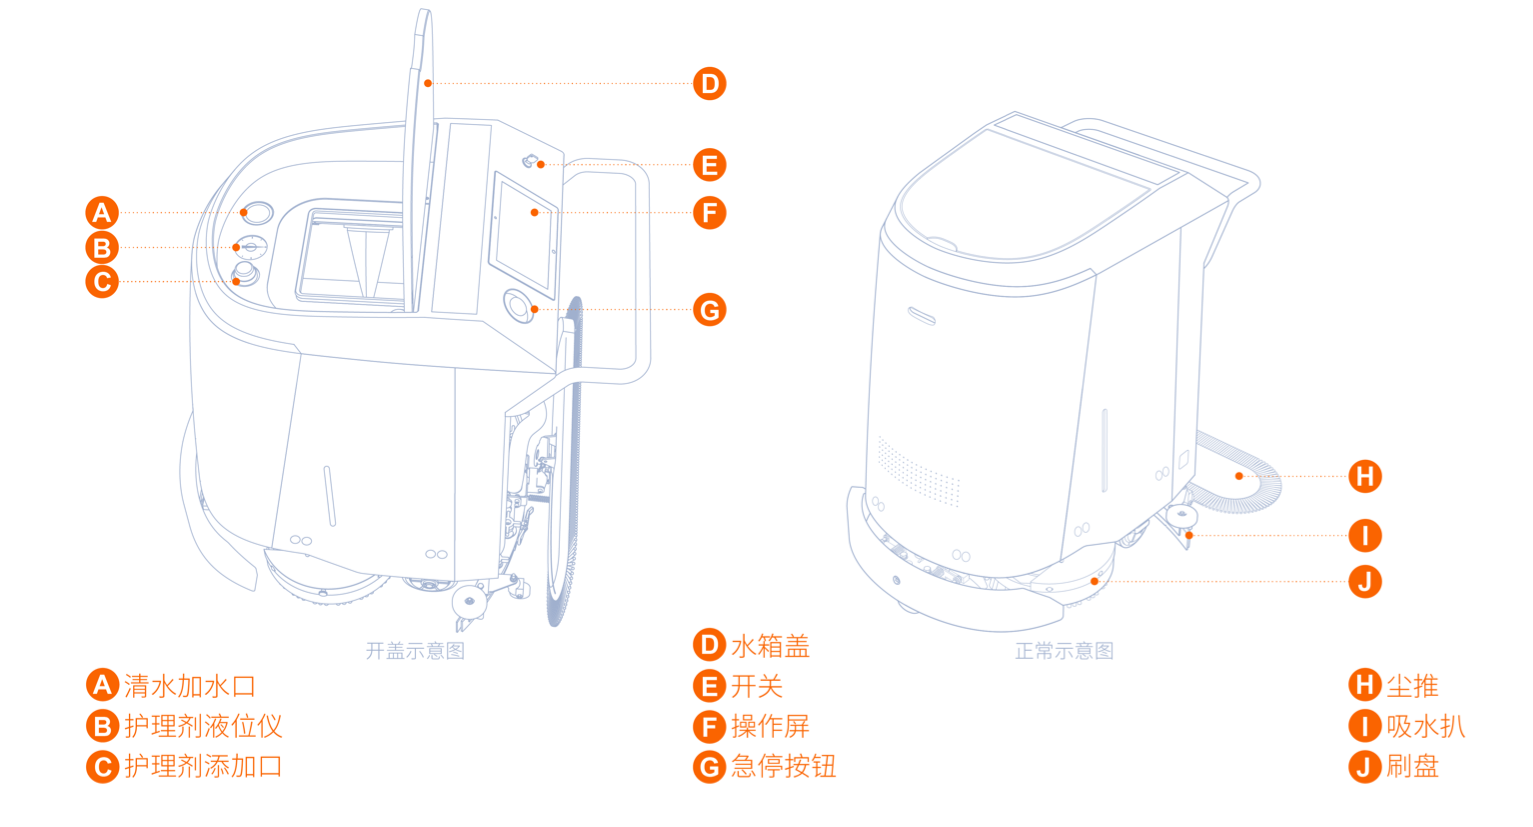 D
E
A
F
B
C
G
H
I
J
开盖示意图
正常示意图
A 清水加水口
B 护理剂液位仪
C 护理剂添加口
D 水箱盖
E 开关
F 操作屏
G 急停按钮
H 尘推
I 吸水扒
J 刷盘